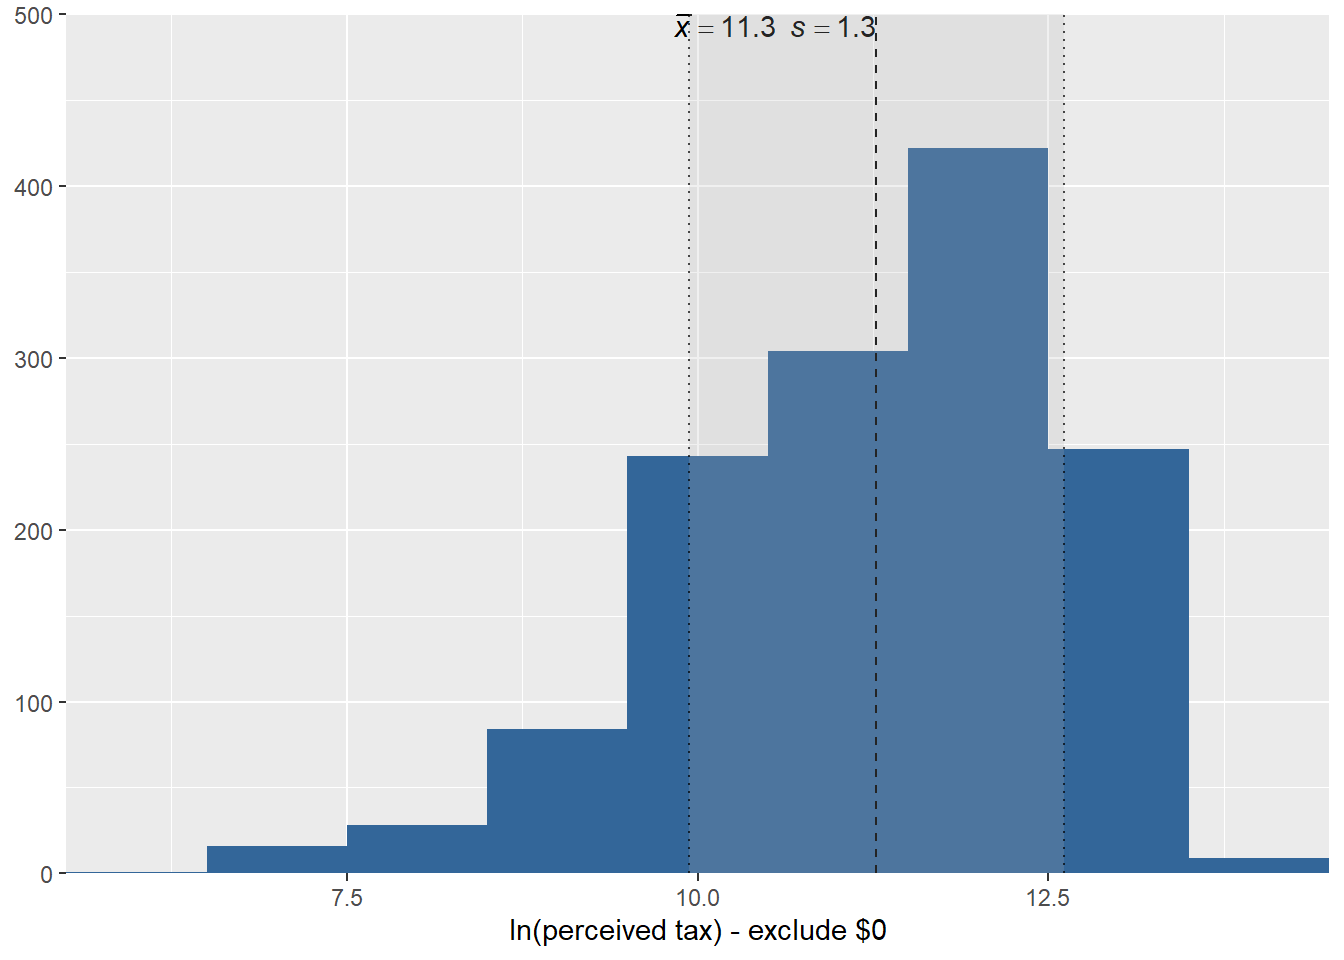 500
x̅ = 11.3 s = 1.3
400
300
200
100
0
7.5 10.0 12.5
ln(perceived tax) - exclude $0